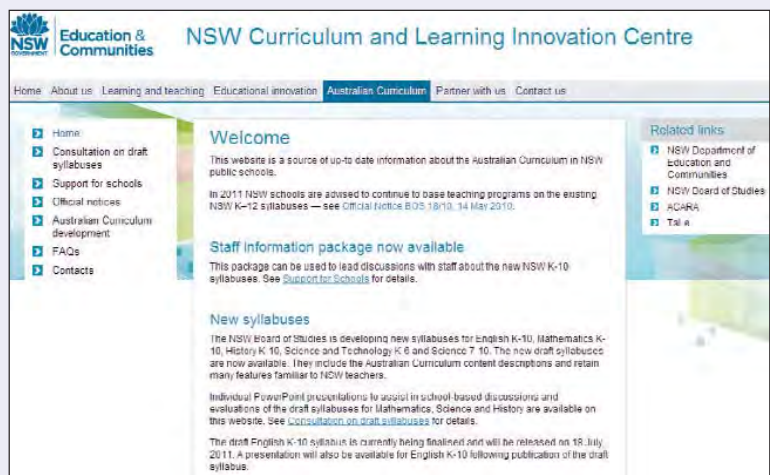 NSW
GOVERNMENT
Education &
Communities
NSW Curriculum and Learning Innovation Centre
Home About us Learning and teaching Educational innovation Australian Curriculum Partner with us Contact us
Home
Consultation on draft
syllabuses
Support for schools
Official notices
Australian Curriculum
development
FAQs
Contacts
Welcome
This website is a source of up-to date information about the Australian Curriculum in NSW
public schools.
In 2011 NSW schools are advised to continue to base teaching programs on the existing
NSW K–12 syllabuses — see Official Notice BOS 18/10, 14 May 2010.
Staff information package now available
This package can be used to lead discussions with staff about the new NSW K-10
syllabuses. See Support for Schools for details.
New syllabuses
The NSW Board of Studies is developing new syllabuses for English K-10, Mathematics K-
10, History K-10, Science and Technology K-6 and Science 7-10. The new draft syllabuses
are now available. They include the Australian Curriculum content descriptions and retain
many features familiar to NSW teachers.
Individual PowerPoint presentations to assist in school-based discussions and
evaluations of the draft syllabuses for Mathematics, Science and History are available on
this website. See Consultation on draft syllabuses for details.
The draft English K-10 syllabus is currently being finalised and will be released on 18 July,
2011. A presentation will also be available for English K-10 following publication of the draft
syllabus.
Related links
NSW Department of
Education and
Communities
NSW Board of Studies
ACARA